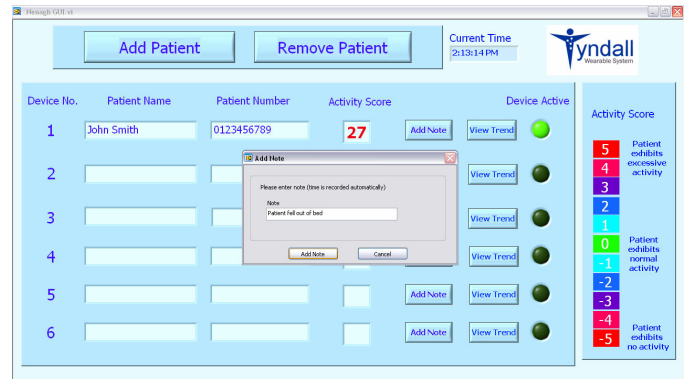 Nemagh GUI.vi
Add Patient
Remove Patient
Current Time
2:13:14 PM
Tyndall
Wearable System
Device No. Patient Name Patient Number Activity Score Device Active
1 John Smith 0123456789 27 Add Note View Trend
2 View Trend
3 View Trend
4 View Trend
5 Add Note View Trend
6 Add Note View Trend
Add Note
Please enter note (time is recorded automatically)
Note
Patient fell out of bed
Add Note Cancel
Activity Score
5 Patient
exhibits
4 excessive
activity
3
2
1
0 Patient
exhibits
-1 normal
activity
-2
-3
-4
Patient
-5 exhibits
no activity